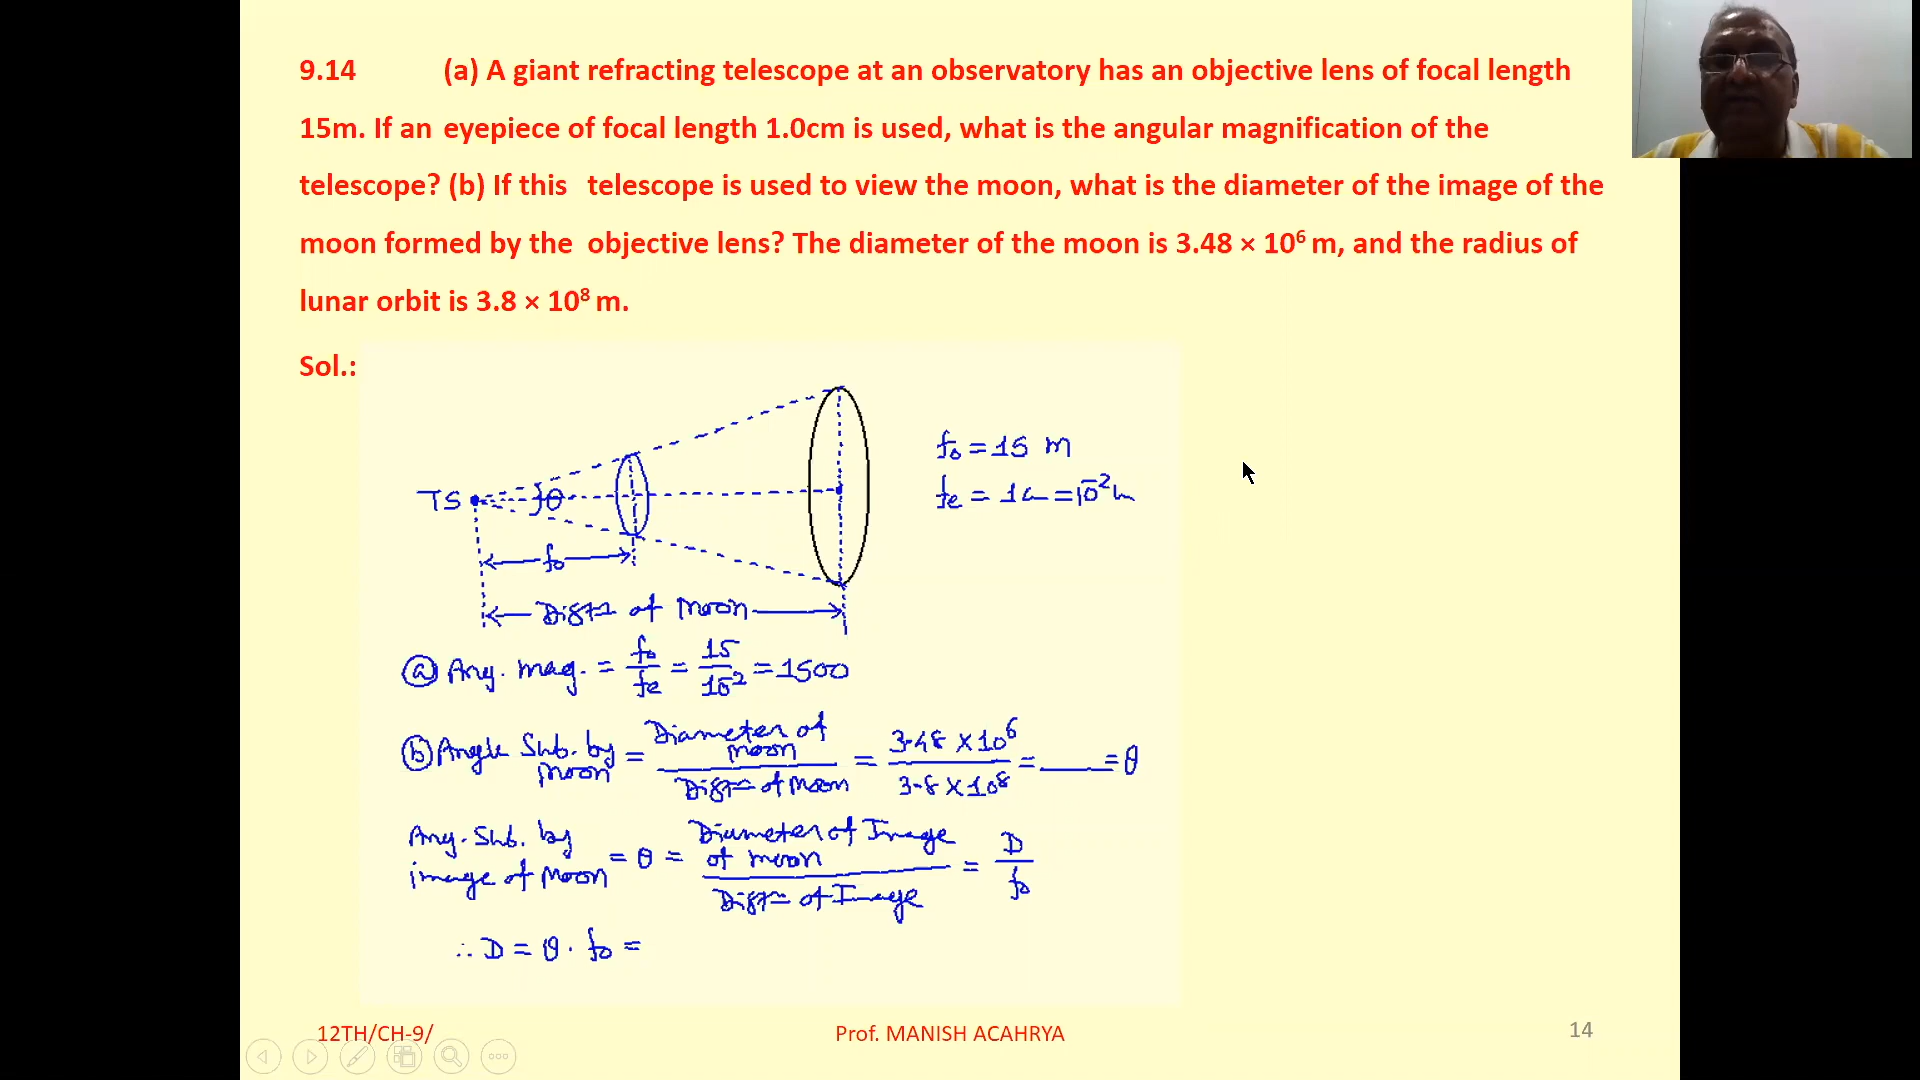 9.14 (a) A giant refracting telescope at an observatory has an objective lens of focal length
15m. If an eyepiece of focal length 1.0cm is used, what is the angular magnification of the
telescope? (b) If this telescope is used to view the moon, what is the diameter of the image of the
moon formed by the objective lens? The diameter of the moon is 3.48 × 10⁶ m, and the radius of
lunar orbit is 3.8 × 10⁸ m.
Sol.:
f₀ = 15 m
TS θ
fe = 1 cm = 10⁻² m
f₀
Dist= of moon
(a) Ang. mag. = f₀/fe = 15/10⁻² = 1500
(b) Angle Sub. by moon = Diameter of moon / Dist= of moon = 3.48 × 10⁶ / 3.8 × 10⁸ = ____ = θ
Ang. Sub. by image of moon = θ = Diameter of Image of moon / Dist= of Image = D/f₀
∴ D = θ . f₀ =
12TH/CH-9/
Prof. MANISH ACAHRYA
14